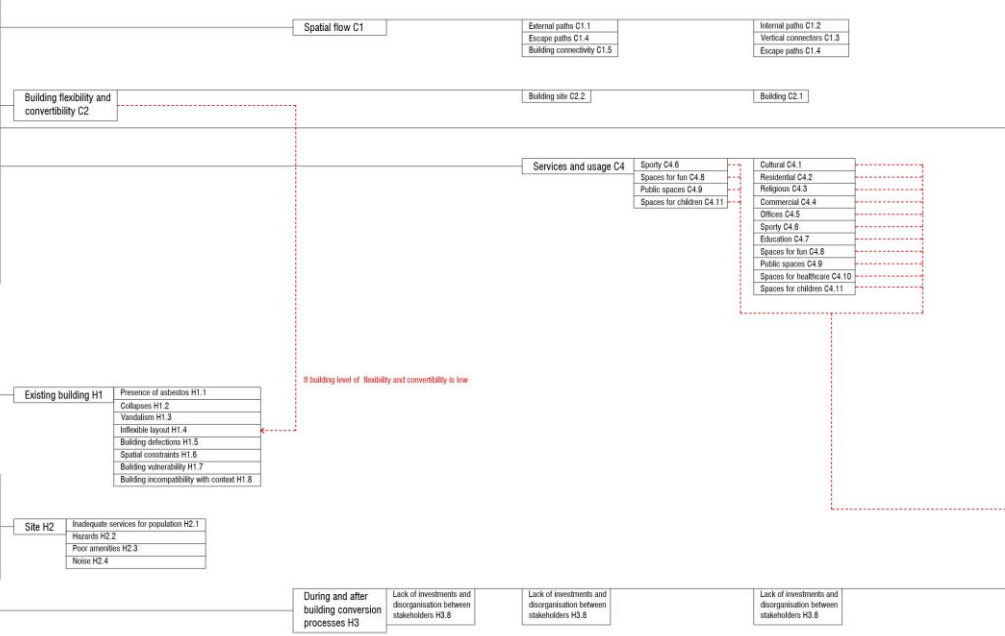 Spatial flow C1
External paths C1.1
Escape paths C1.4
Building connectivity C1.5
Internal paths C1.2
Vertical connectors C1.3
Escape paths C1.4
Building flexibility and
convertibility C2
Building site C2.2
Building C2.1
Services and usage C4
Sporty C4.6
Spaces for fun C4.8
Public spaces C4.9
Spaces for children C4.11
Cultural C4.1
Residential C4.2
Religious C4.3
Commercial C4.4
Offices C4.5
Sporty C4.6
Education C4.7
Spaces for fun C4.8
Public spaces C4.9
Spaces for healthcare C4.10
Spaces for children C4.11
If building level of flexibility and convertibility is low
Existing building H1
Presence of asbestos H1.1
Collapses H1.2
Vandalism H1.3
Inflexible layout H1.4
Building defections H1.5
Spatial constraints H1.6
Building vulnerability H1.7
Building incompatibility with context H1.8
Site H2
Inadequate services for population H2.1
Hazards H2.2
Poor amenities H2.3
Noise H2.4
During and after
building conversion
processes H3
Lack of investments and
disorganisation between
stakeholders H3.8
Lack of investments and
disorganisation between
stakeholders H3.8
Lack of investments and
disorganisation between
stakeholders H3.8